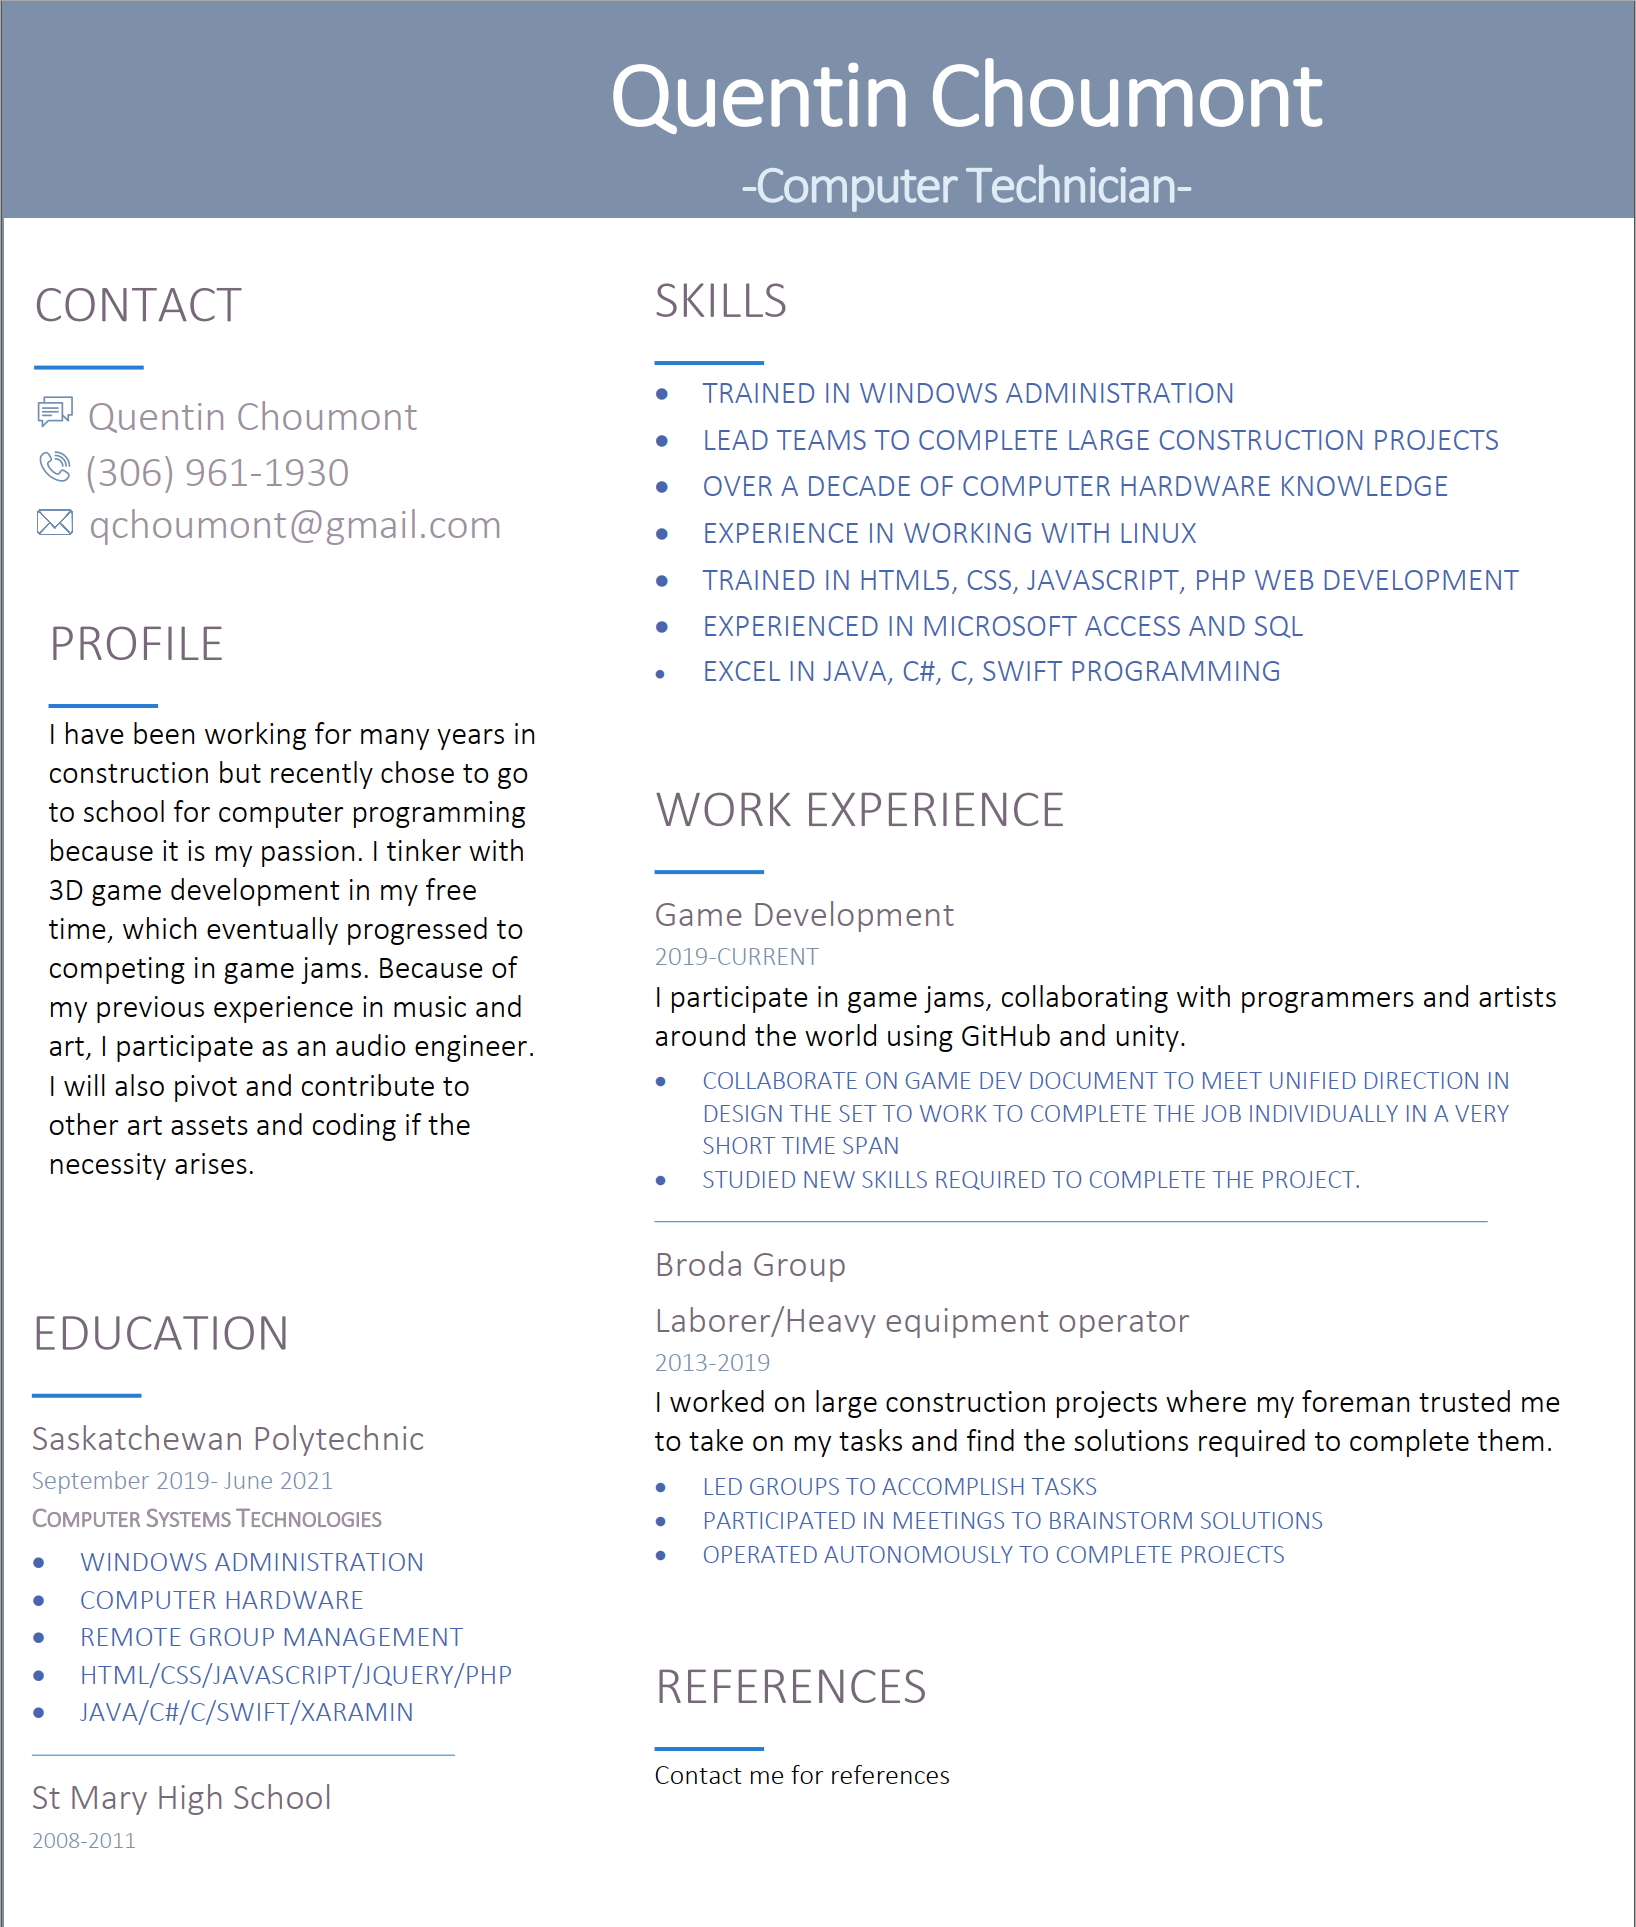 Quentin Choumont
-Computer Technician-
CONTACT
Quentin Choumont
(306) 961-1930
qchoumont@gmail.com
PROFILE
I have been working for many years in
construction but recently chose to go
to school for computer programming
because it is my passion. I tinker with
3D game development in my free
time, which eventually progressed to
competing in game jams. Because of
my previous experience in music and
art, I participate as an audio engineer.
I will also pivot and contribute to
other art assets and coding if the
necessity arises.
EDUCATION
Saskatchewan Polytechnic
September 2019- June 2021
COMPUTER SYSTEMS TECHNOLOGIES
• WINDOWS ADMINISTRATION
• COMPUTER HARDWARE
• REMOTE GROUP MANAGEMENT
• HTML/CSS/JAVASCRIPT/JQUERY/PHP
• JAVA/C#/C/SWIFT/XARAMIN
St Mary High School
2008-2011
SKILLS
• TRAINED IN WINDOWS ADMINISTRATION
• LEAD TEAMS TO COMPLETE LARGE CONSTRUCTION PROJECTS
• OVER A DECADE OF COMPUTER HARDWARE KNOWLEDGE
• EXPERIENCE IN WORKING WITH LINUX
• TRAINED IN HTML5, CSS, JAVASCRIPT, PHP WEB DEVELOPMENT
• EXPERIENCED IN MICROSOFT ACCESS AND SQL
• EXCEL IN JAVA, C#, C, SWIFT PROGRAMMING
WORK EXPERIENCE
Game Development
2019-CURRENT
I participate in game jams, collaborating with programmers and artists
around the world using GitHub and unity.
• COLLABORATE ON GAME DEV DOCUMENT TO MEET UNIFIED DIRECTION IN
DESIGN THE SET TO WORK TO COMPLETE THE JOB INDIVIDUALLY IN A VERY
SHORT TIME SPAN
• STUDIED NEW SKILLS REQUIRED TO COMPLETE THE PROJECT.
Broda Group
Laborer/Heavy equipment operator
2013-2019
I worked on large construction projects where my foreman trusted me
to take on my tasks and find the solutions required to complete them.
• LED GROUPS TO ACCOMPLISH TASKS
• PARTICIPATED IN MEETINGS TO BRAINSTORM SOLUTIONS
• OPERATED AUTONOMOUSLY TO COMPLETE PROJECTS
REFERENCES
Contact me for references